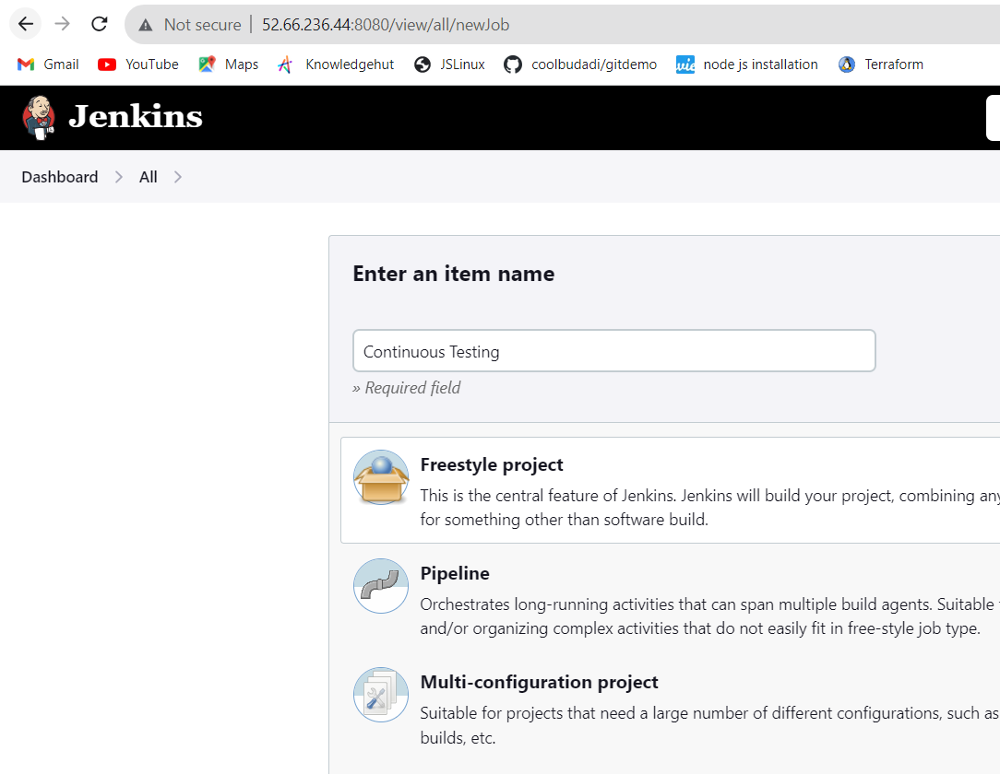 Not secure | 52.66.236.44:8080/view/all/newJob
Gmail YouTube Maps Knowledgehut JSLinux coolbudadi/gitdemo node js installation Terraform
Jenkins
Dashboard > All >
Enter an item name
Continuous Testing
» Required field
Freestyle project
This is the central feature of Jenkins. Jenkins will build your project, combining any
for something other than software build.
Pipeline
Orchestrates long-running activities that can span multiple build agents. Suitable
and/or organizing complex activities that do not easily fit in free-style job type.
Multi-configuration project
Suitable for projects that need a large number of different configurations, such as
builds, etc.